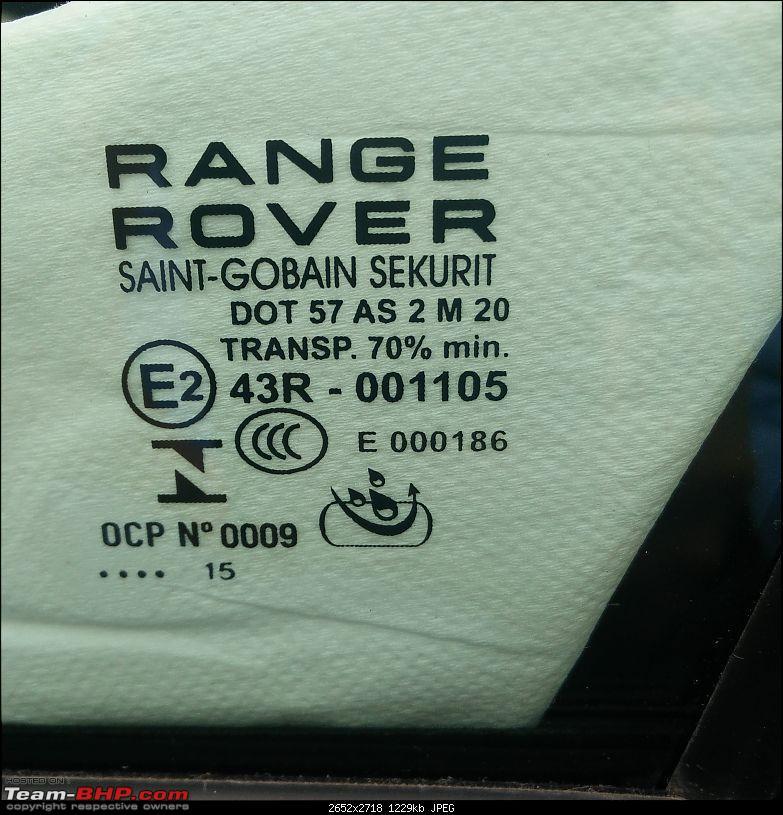 RANGE
ROVER
SAINT-GOBAIN SEKURIT
DOT 57 AS 2 M 20
TRANSP. 70% min.
E2 43R - 001105
CCC E 000186
OCP Nº 0009
.... 15
HOSTED ON
Team-BHP.com
copyright respective owners
2652x2718 1229kb JPEG